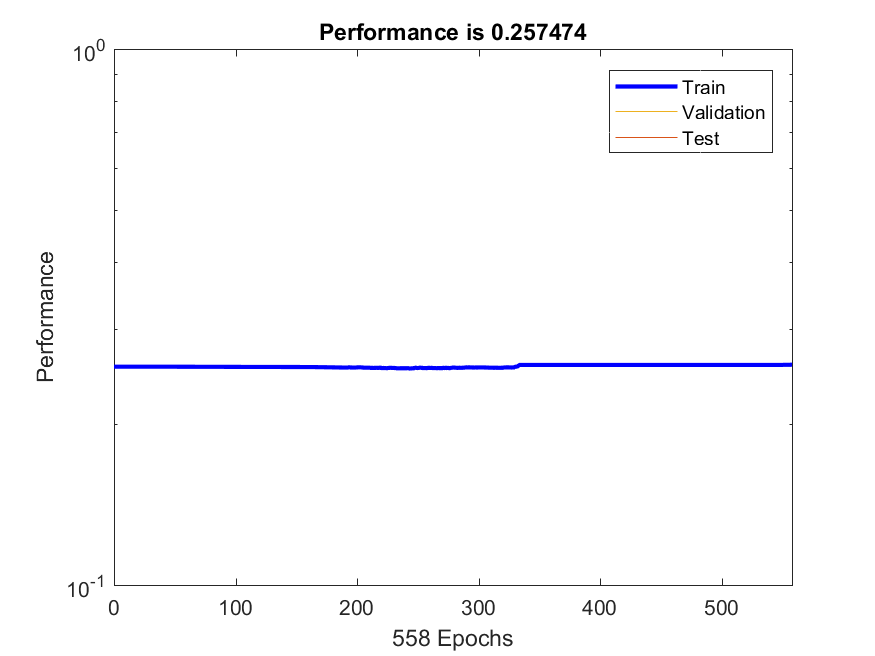 Performance is 0.257474
10^0
Train
Validation
Test
Performance
10^-1
0 100 200 300 400 500
558 Epochs